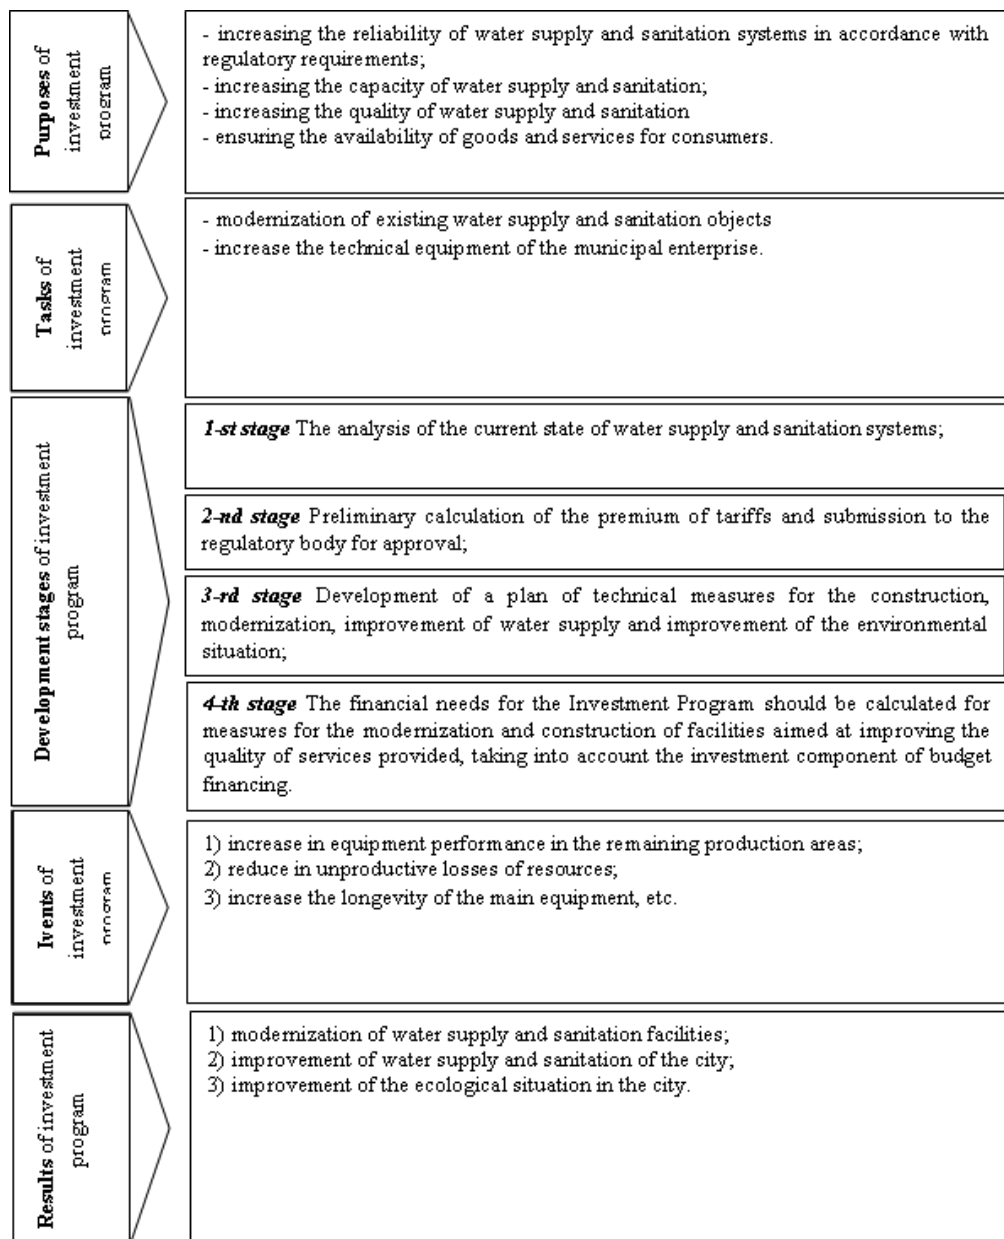 Purposes of
investment
program
- increasing the reliability of water supply and sanitation systems in accordance with
regulatory requirements;
- increasing the capacity of water supply and sanitation;
- increasing the quality of water supply and sanitation
- ensuring the availability of goods and services for consumers.
Tasks of
investment
program
- modernization of existing water supply and sanitation objects
- increase the technical equipment of the municipal enterprise.
Development stages of investment
program
1-st stage The analysis of the current state of water supply and sanitation systems;
2-nd stage Preliminary calculation of the premium of tariffs and submission to the
regulatory body for approval;
3-rd stage Development of a plan of technical measures for the construction,
modernization, improvement of water supply and improvement of the environmental
situation;
4-th stage The financial needs for the Investment Program should be calculated for
measures for the modernization and construction of facilities aimed at improving the
quality of services provided, taking into account the investment component of budget
financing.
Ivents of
investment
program
1) increase in equipment performance in the remaining production areas;
2) reduce in unproductive losses of resources;
3) increase the longevity of the main equipment, etc.
Results of investment
program
1) modernization of water supply and sanitation facilities;
2) improvement of water supply and sanitation of the city;
3) improvement of the ecological situation in the city.